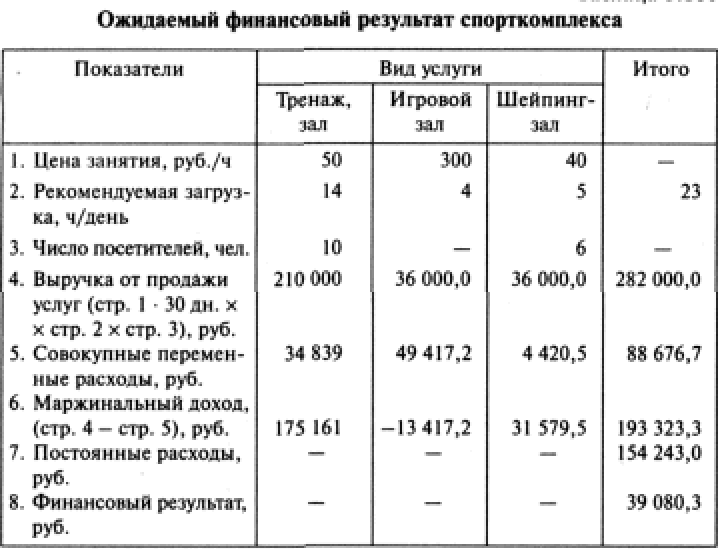 Ожидаемый финансовый результат спорткомплекса
Показатели Вид услуги Итого
Тренаж, зал Игровой зал Шейпинг-зал
1. Цена занятия, руб./ч 50 300 40 —
2. Рекомендуемая загруз-
ка, ч/день 14 4 5 23
3. Число посетителей, чел. 10 — 6 —
4. Выручка от продажи 210 000 36 000,0 36 000,0 282 000,0
услуг (стр. 1 · 30 дн. ×
× стр. 2 × стр. 3), руб.
5. Совокупные перемен- 34 839 49 417,2 4 420,5 88 676,7
ные расходы, руб.
6. Маржинальный доход,
(стр. 4 — стр. 5), руб. 175 161 −13 417,2 31 579,5 193 323,3
7. Постоянные расходы, — — — 154 243,0
руб.
8. Финансовый результат, — — — 39 080,3
руб.